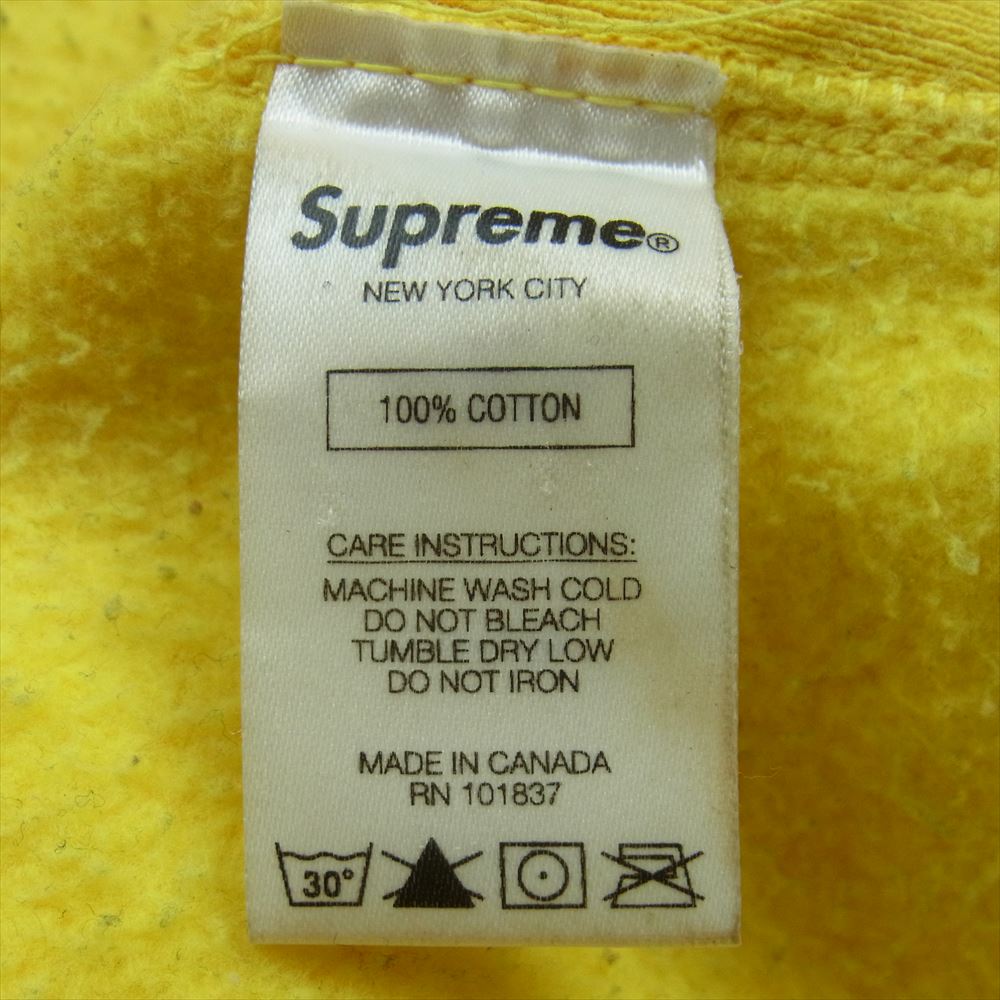 Supreme®
NEW YORK CITY
100% COTTON
CARE INSTRUCTIONS:
MACHINE WASH COLD
DO NOT BLEACH
TUMBLE DRY LOW
DO NOT IRON
MADE IN CANADA
RN 101837
30°